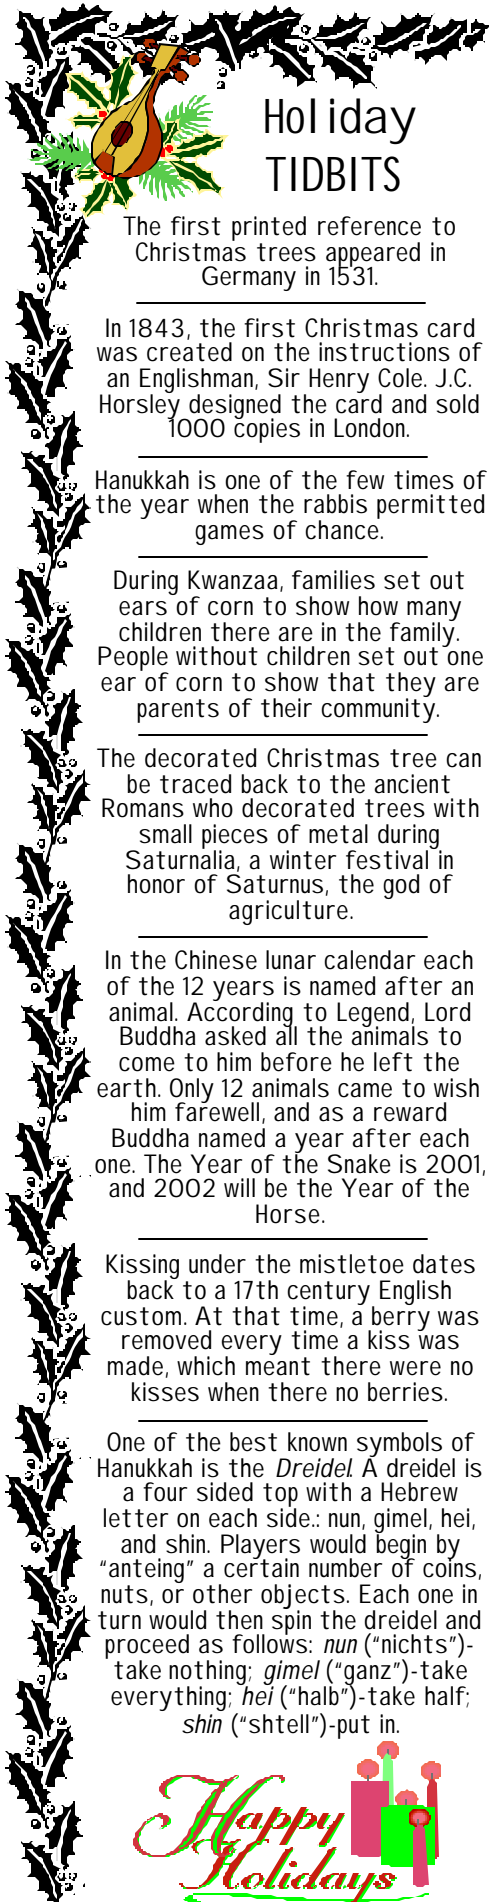 Holiday
TIDBITS
The first printed reference to
Christmas trees appeared in
Germany in 1531.
In 1843, the first Christmas card
was created on the instructions of
an Englishman, Sir Henry Cole. J.C.
Horsley designed the card and sold
1000 copies in London.
Hanukkah is one of the few times of
the year when the rabbis permitted
games of chance.
During Kwanzaa, families set out
ears of corn to show how many
children there are in the family.
People without children set out one
ear of corn to show that they are
parents of their community.
The decorated Christmas tree can
be traced back to the ancient
Romans who decorated trees with
small pieces of metal during
Saturnalia, a winter festival in
honor of Saturnus, the god of
agriculture.
In the Chinese lunar calendar each
of the 12 years is named after an
animal. According to Legend, Lord
Buddha asked all the animals to
come to him before he left the
earth. Only 12 animals came to wish
him farewell, and as a reward
Buddha named a year after each
one. The Year of the Snake is 2001,
and 2002 will be the Year of the
Horse.
Kissing under the mistletoe dates
back to a 17th century English
custom. At that time, a berry was
removed every time a kiss was
made, which meant there were no
kisses when there no berries.
One of the best known symbols of
Hanukkah is the Dreidel. A dreidel is
a four sided top with a Hebrew
letter on each side.: nun, gimel, hei,
and shin. Players would begin by
“anteing” a certain number of coins,
nuts, or other objects. Each one in
turn would then spin the dreidel and
proceed as follows: nun (“nichts”)-
take nothing; gimel (“ganz”)-take
everything; hei (“halb”)-take half;
shin (“shtell”)-put in.
Happy
Holidays